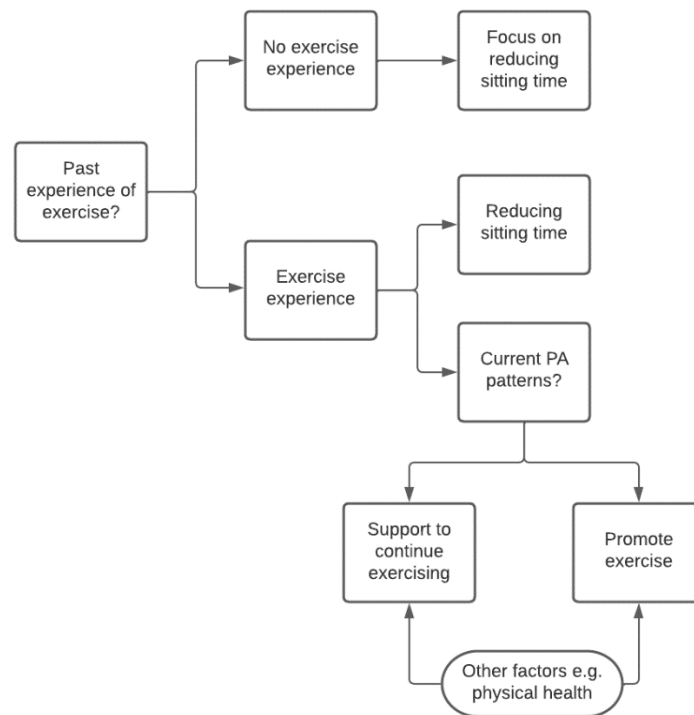 No exercise
experience
Focus on
reducing
sitting time
Past
experience of
exercise?
Reducing
sitting time
Exercise
experience
Current PA
patterns?
Support to
continue
exercising
Promote
exercise
Other factors e.g.
physical health